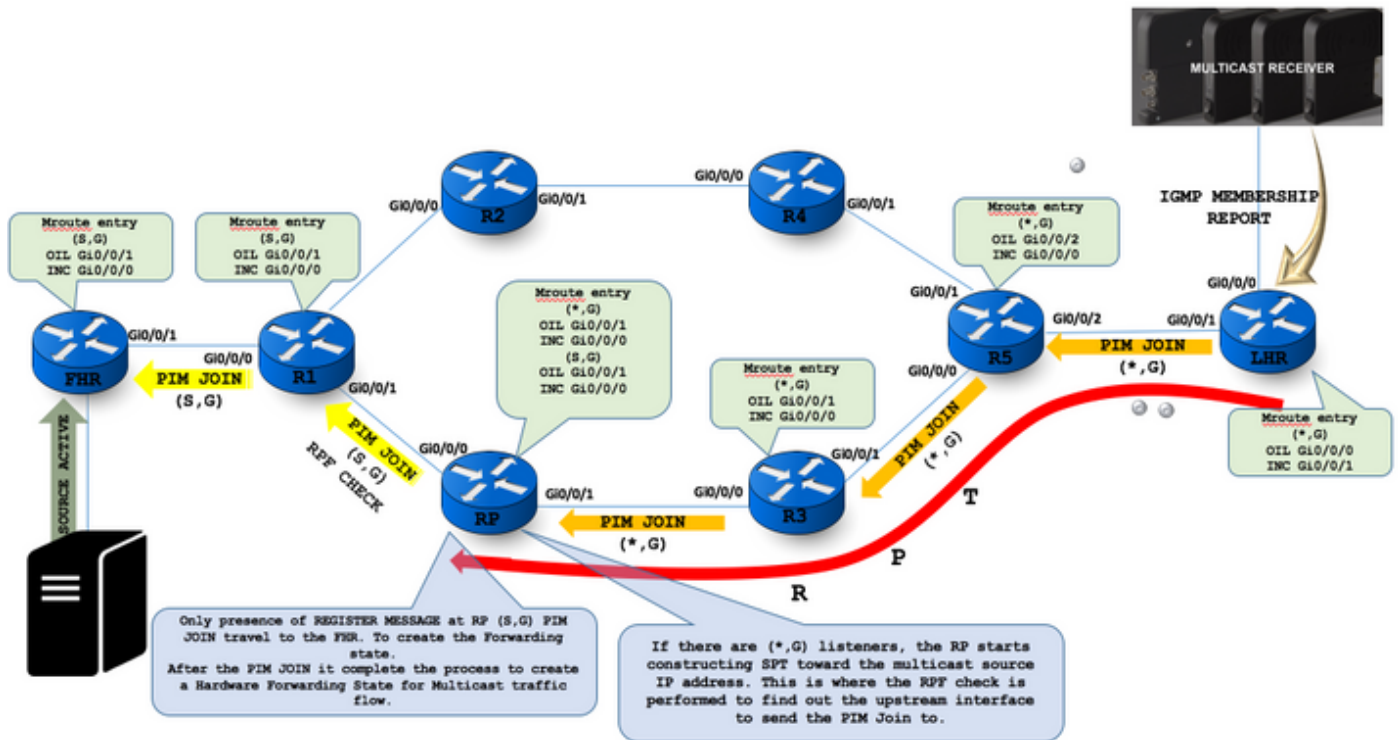 MULTICAST RECEIVER
IGMP MEMBERSHIP
REPORT
Gi0/0/0
R2
Gi0/0/1
Gi0/0/0
Gi0/0/0
R4
Gi0/0/1
Mroute entry
(S,G)
OIL Gi0/0/1
INC Gi0/0/0
Mroute entry
(S,G)
OIL Gi0/0/1
INC Gi0/0/0
Mroute entry
(*,G)
OIL Gi0/0/1
INC Gi0/0/0
(S,G)
OIL Gi0/0/1
INC Gi0/0/0
Mroute entry
(*,G)
OIL Gi0/0/2
INC Gi0/0/0
FHR
Gi0/0/1
Gi0/0/0
PIM JOIN
(S,G)
R1
Gi0/0/1
Gi0/0/1
R5
Gi0/0/2
Gi0/0/0
Gi0/0/1
PIM JOIN
(*,G)
LHR
Gi0/0/0
Mroute entry
(*,G)
OIL Gi0/0/1
INC Gi0/0/0
Mroute entry
(*,G)
OIL Gi0/0/0
INC Gi0/0/1
SOURCE ACTIVE
PIM JOIN
(S,G)
RPF CHECK
Gi0/0/0
RP
Gi0/0/1
PIM JOIN
(*,G)
Gi0/0/0
R3
Gi0/0/1
PIM JOIN
(*,G)
R
P
T
Only presence of REGISTER MESSAGE at RP (S,G) PIM
JOIN travel to the FHR. To create the Forwarding
state.
After the PIM JOIN it complete the process to create
a Hardware Forwarding State for Multicast traffic
flow.
If there are (*,G) listeners, the RP starts
constructing SPT toward the multicast source
IP address. This is where the RPF check is
performed to find out the upstream interface
to send the PIM Join to.